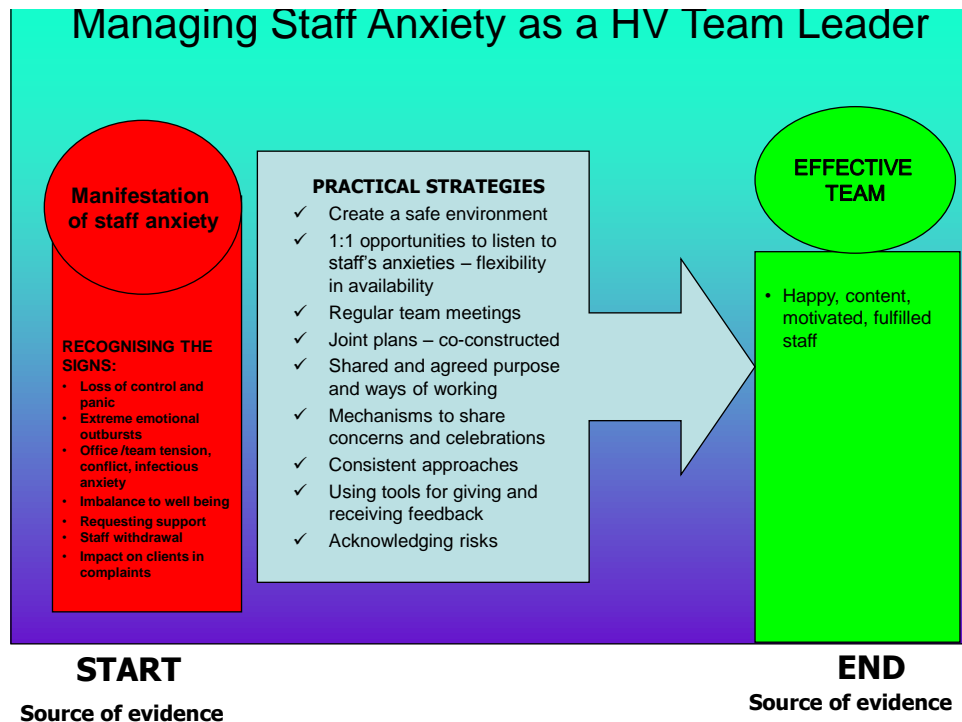 Managing Staff Anxiety as a HV Team Leader
Manifestation
of staff anxiety
RECOGNISING THE
SIGNS:
• Loss of control and
panic
• Extreme emotional
outbursts
• Office /team tension,
conflict, infectious
anxiety
• Imbalance to well being
• Requesting support
• Staff withdrawal
• Impact on clients in
complaints
PRACTICAL STRATEGIES
✓ Create a safe environment
✓ 1:1 opportunities to listen to
staff's anxieties – flexibility
in availability
✓ Regular team meetings
✓ Joint plans – co-constructed
✓ Shared and agreed purpose
and ways of working
✓ Mechanisms to share
concerns and celebrations
✓ Consistent approaches
✓ Using tools for giving and
receiving feedback
✓ Acknowledging risks
EFFECTIVE
TEAM
• Happy, content,
motivated, fulfilled
staff
START
Source of evidence
END
Source of evidence